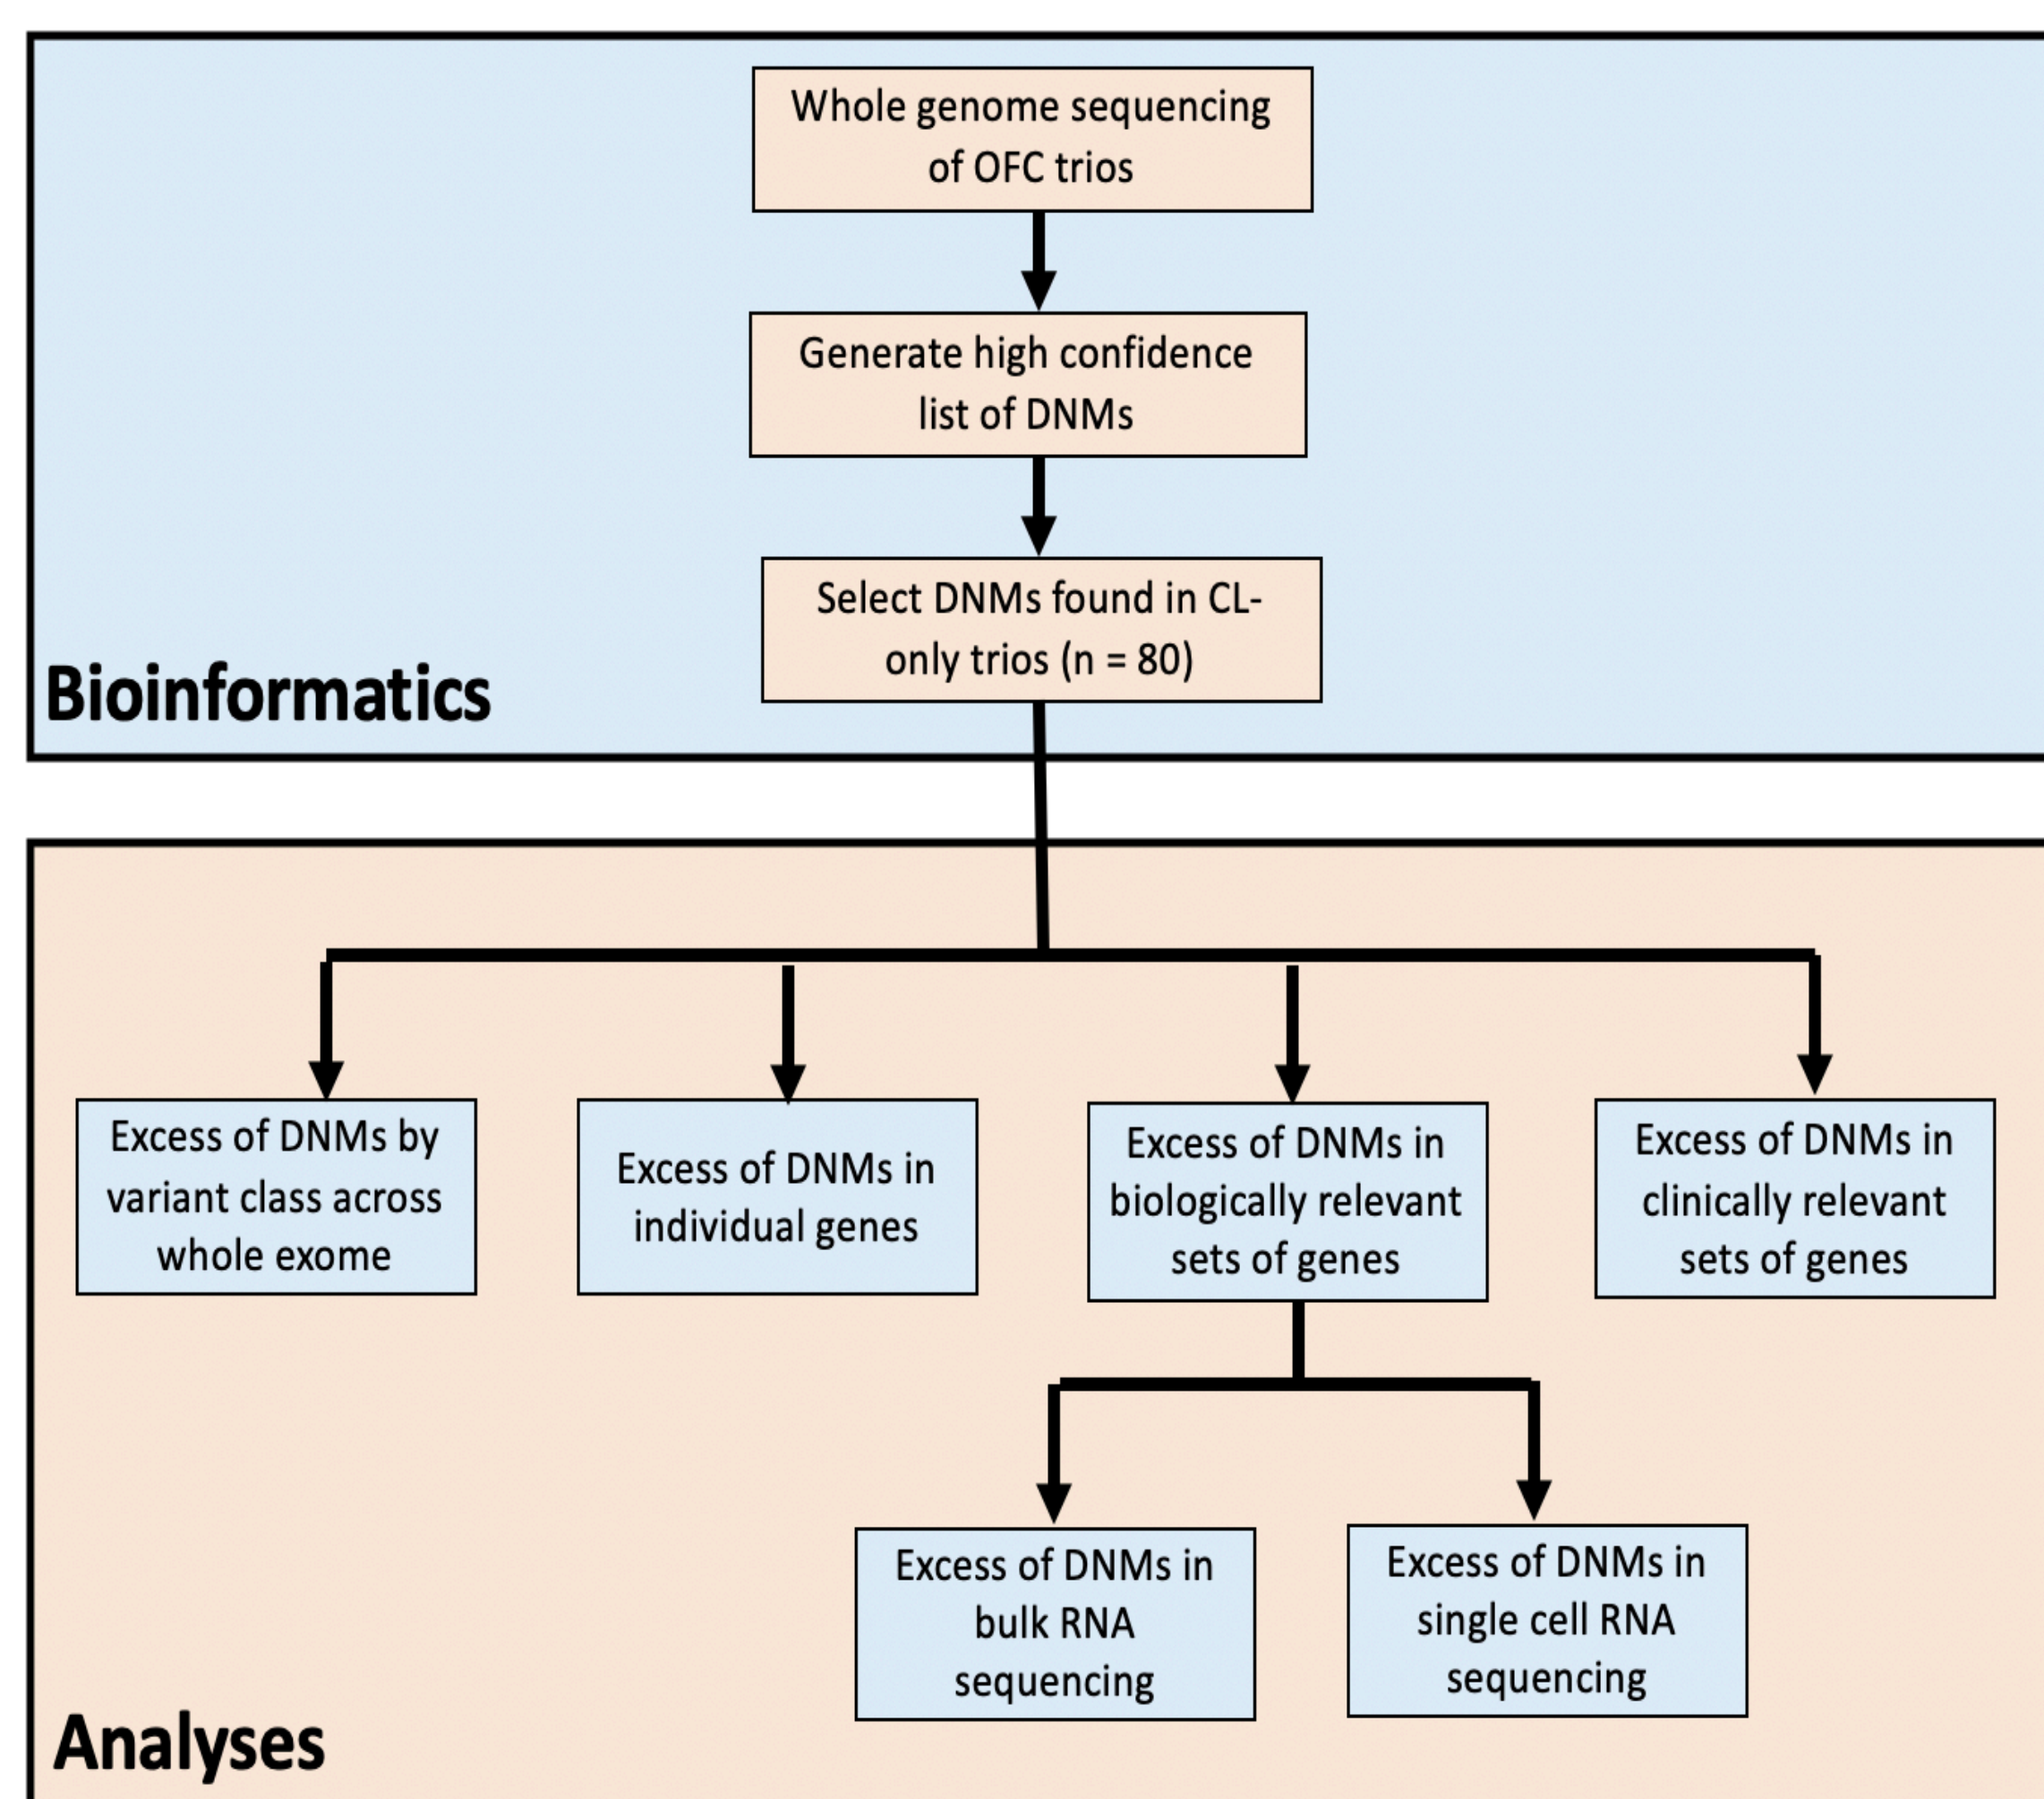 Whole genome sequencing
of OFC trios
Generate high confidence
list of DNMs
Select DNMs found in CL-
only trios (n = 80)
Bioinformatics
Excess of DNMs by
variant class across
whole exome
Excess of DNMs in
individual genes
Excess of DNMs in
biologically relevant
sets of genes
Excess of DNMs in
clinically relevant
sets of genes
Excess of DNMs in
bulk RNA
sequencing
Excess of DNMs in
single cell RNA
sequencing
Analyses